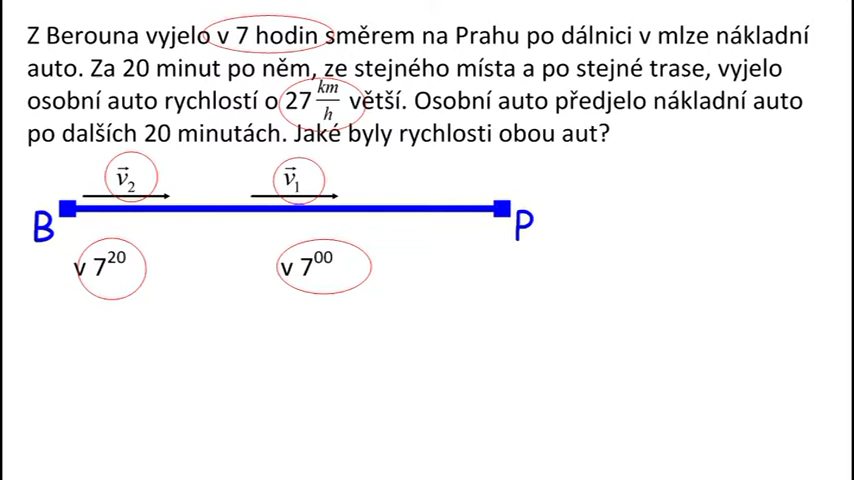 Z Berouna vyjelo v 7 hodin směrem na Prahu po dálnici v mlze nákladní
auto. Za 20 minut po něm, ze stejného místa a po stejné trase, vyjelo
osobní auto rychlostí o 27 km/h větší. Osobní auto předjelo nákladní auto
po dalších 20 minutách. Jaké byly rychlosti obou aut?
v⃗₂ v⃗₁
B P
v 7²⁰ v 7⁰⁰